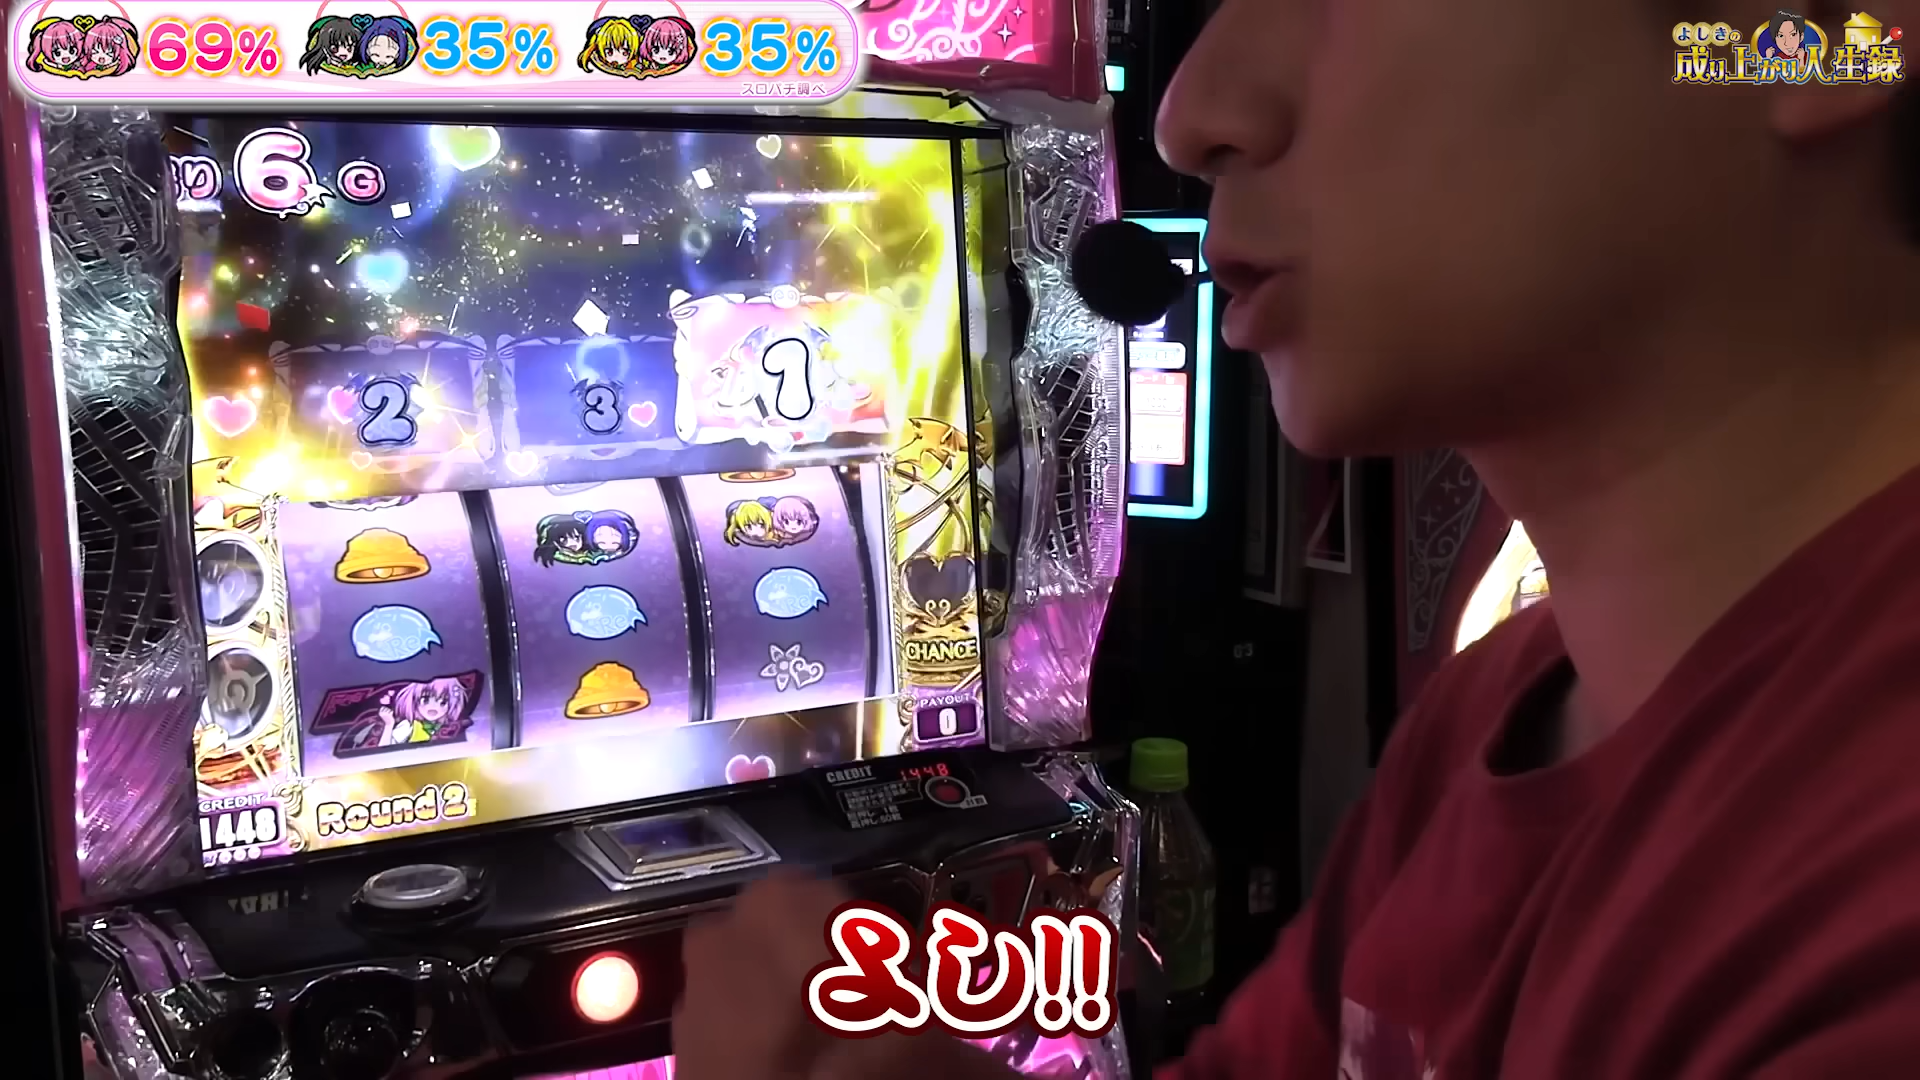 69%
35%
35%
スロパチ調べ
よしきの
成り上がり人生録
り 6 G
2
3
1
CHANCE
PAYOUT
0
CREDIT
1448
Round 2
CREDIT
1448
よし!!